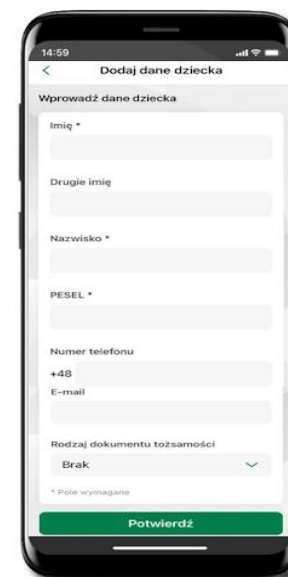 14:59
Dodaj dane dziecka
Wprowadź dane dziecka
Imię *
Drugie imię
Nazwisko *
PESEL *
Numer telefonu
+48
E-mail
Rodzaj dokumentu tożsamości
Brak
* Pole wymagane
Potwierdź